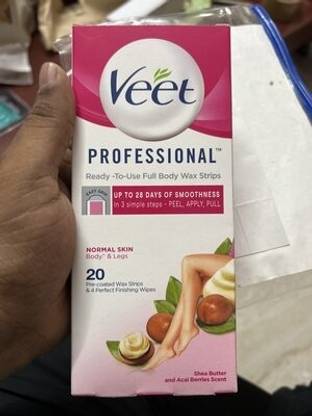 Veet
PROFESSIONAL™
Ready -To-Use Full Body Wax Strips
EASY GRIP
UP TO 28 DAYS OF SMOOTHNESS
In 3 simple steps - PEEL, APPLY, PULL
NORMAL SKIN
Body* & Legs
20
Pre-coated Wax Strips
& 4 Perfect Finishing Wipes
Shea Butter
and Acai Berries Scent